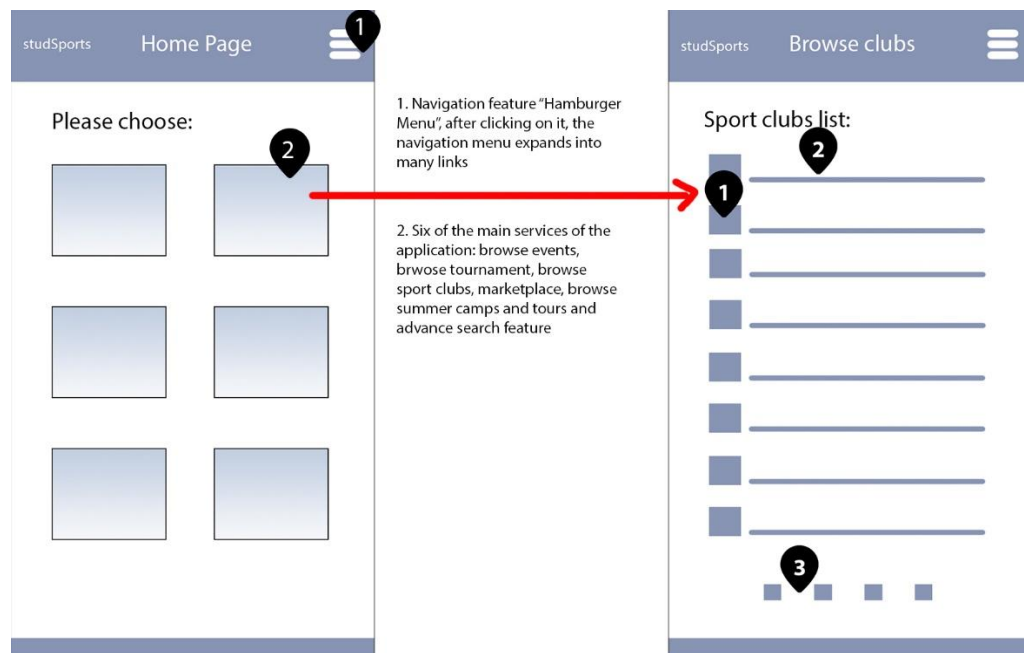 studSports
Home Page
1
Please choose:
2
1. Navigation feature “Hamburger
Menu”, after clicking on it, the
navigation menu expands into
many links
2. Six of the main services of the
application: browse events,
brwose tournament, browse
sport clubs, marketplace, browse
summer camps and tours and
advance search feature
studSports
Browse clubs
Sport clubs list:
2
1
3